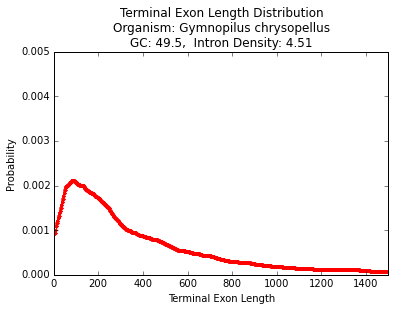 Terminal Exon Length Distribution
Organism: Gymnopilus chrysopellus
GC: 49.5,  Intron Density: 4.51
0.005
0.004
0.003
0.002
0.001
0.000
Probability
0 200 400 600 800 1000 1200 1400
Terminal Exon Length